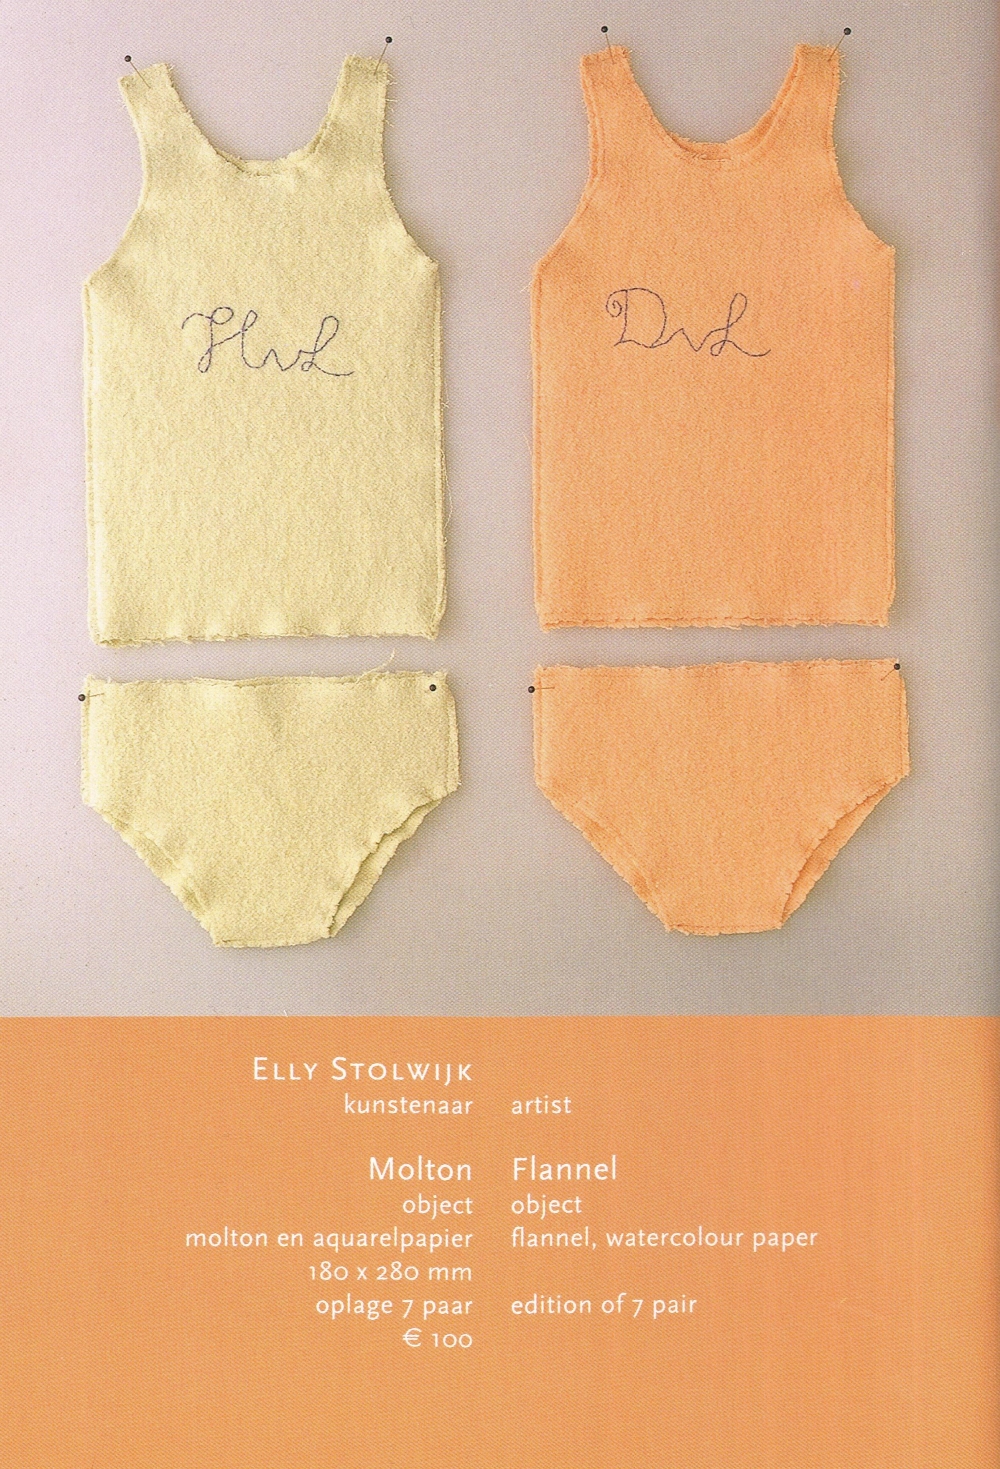 HvL
DvL
Elly Stolwijk
kunstenaar
artist
Molton
object
molton en aquarelpapier
180 x 280 mm
oplage 7 paar
€ 100
Flannel
object
flannel, watercolour paper
edition of 7 pair